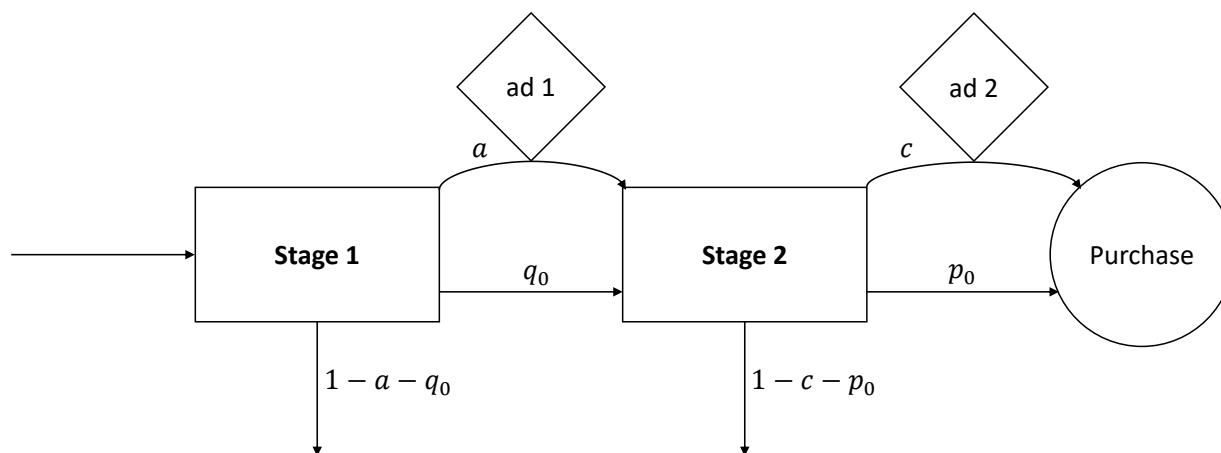 ad 1
ad 2
a
c
Stage 1
q₀
Stage 2
p₀
Purchase
1 − a − q₀
1 − c − p₀